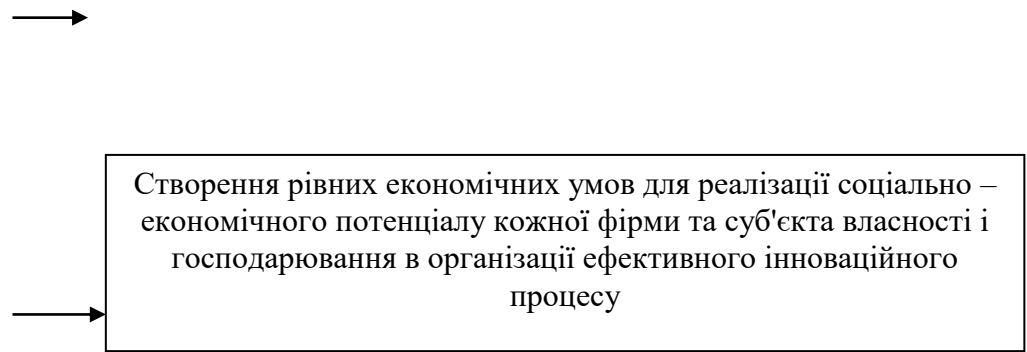 Створення рівних економічних умов для реалізації соціально –
економічного потенціалу кожної фірми та суб'єкта власності і
господарювання в організації ефективного інноваційного
процесу